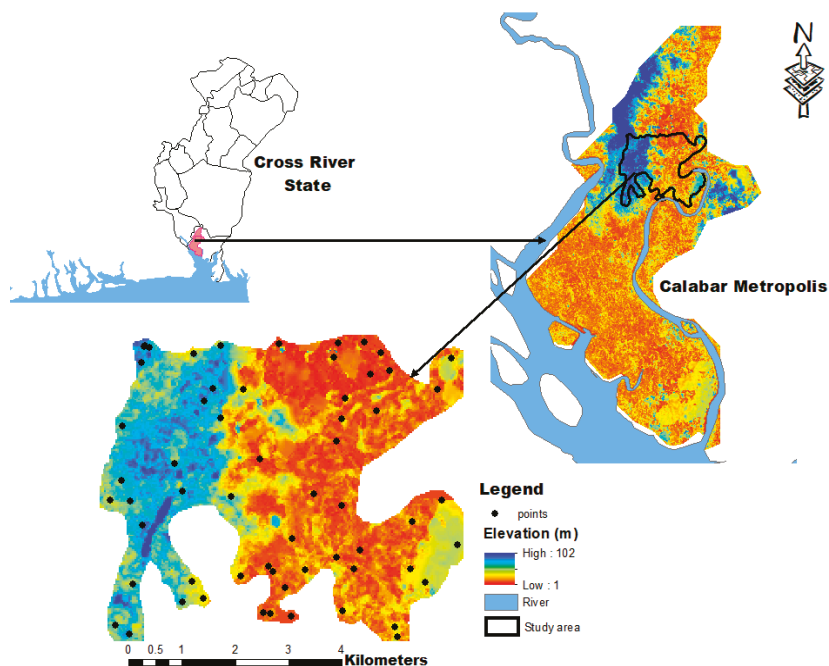 N
Cross River
State
Calabar Metropolis
Legend
points
Elevation (m)
High : 102
Low : 1
River
Study area
0 0.5 1 2 3 4
Kilometers